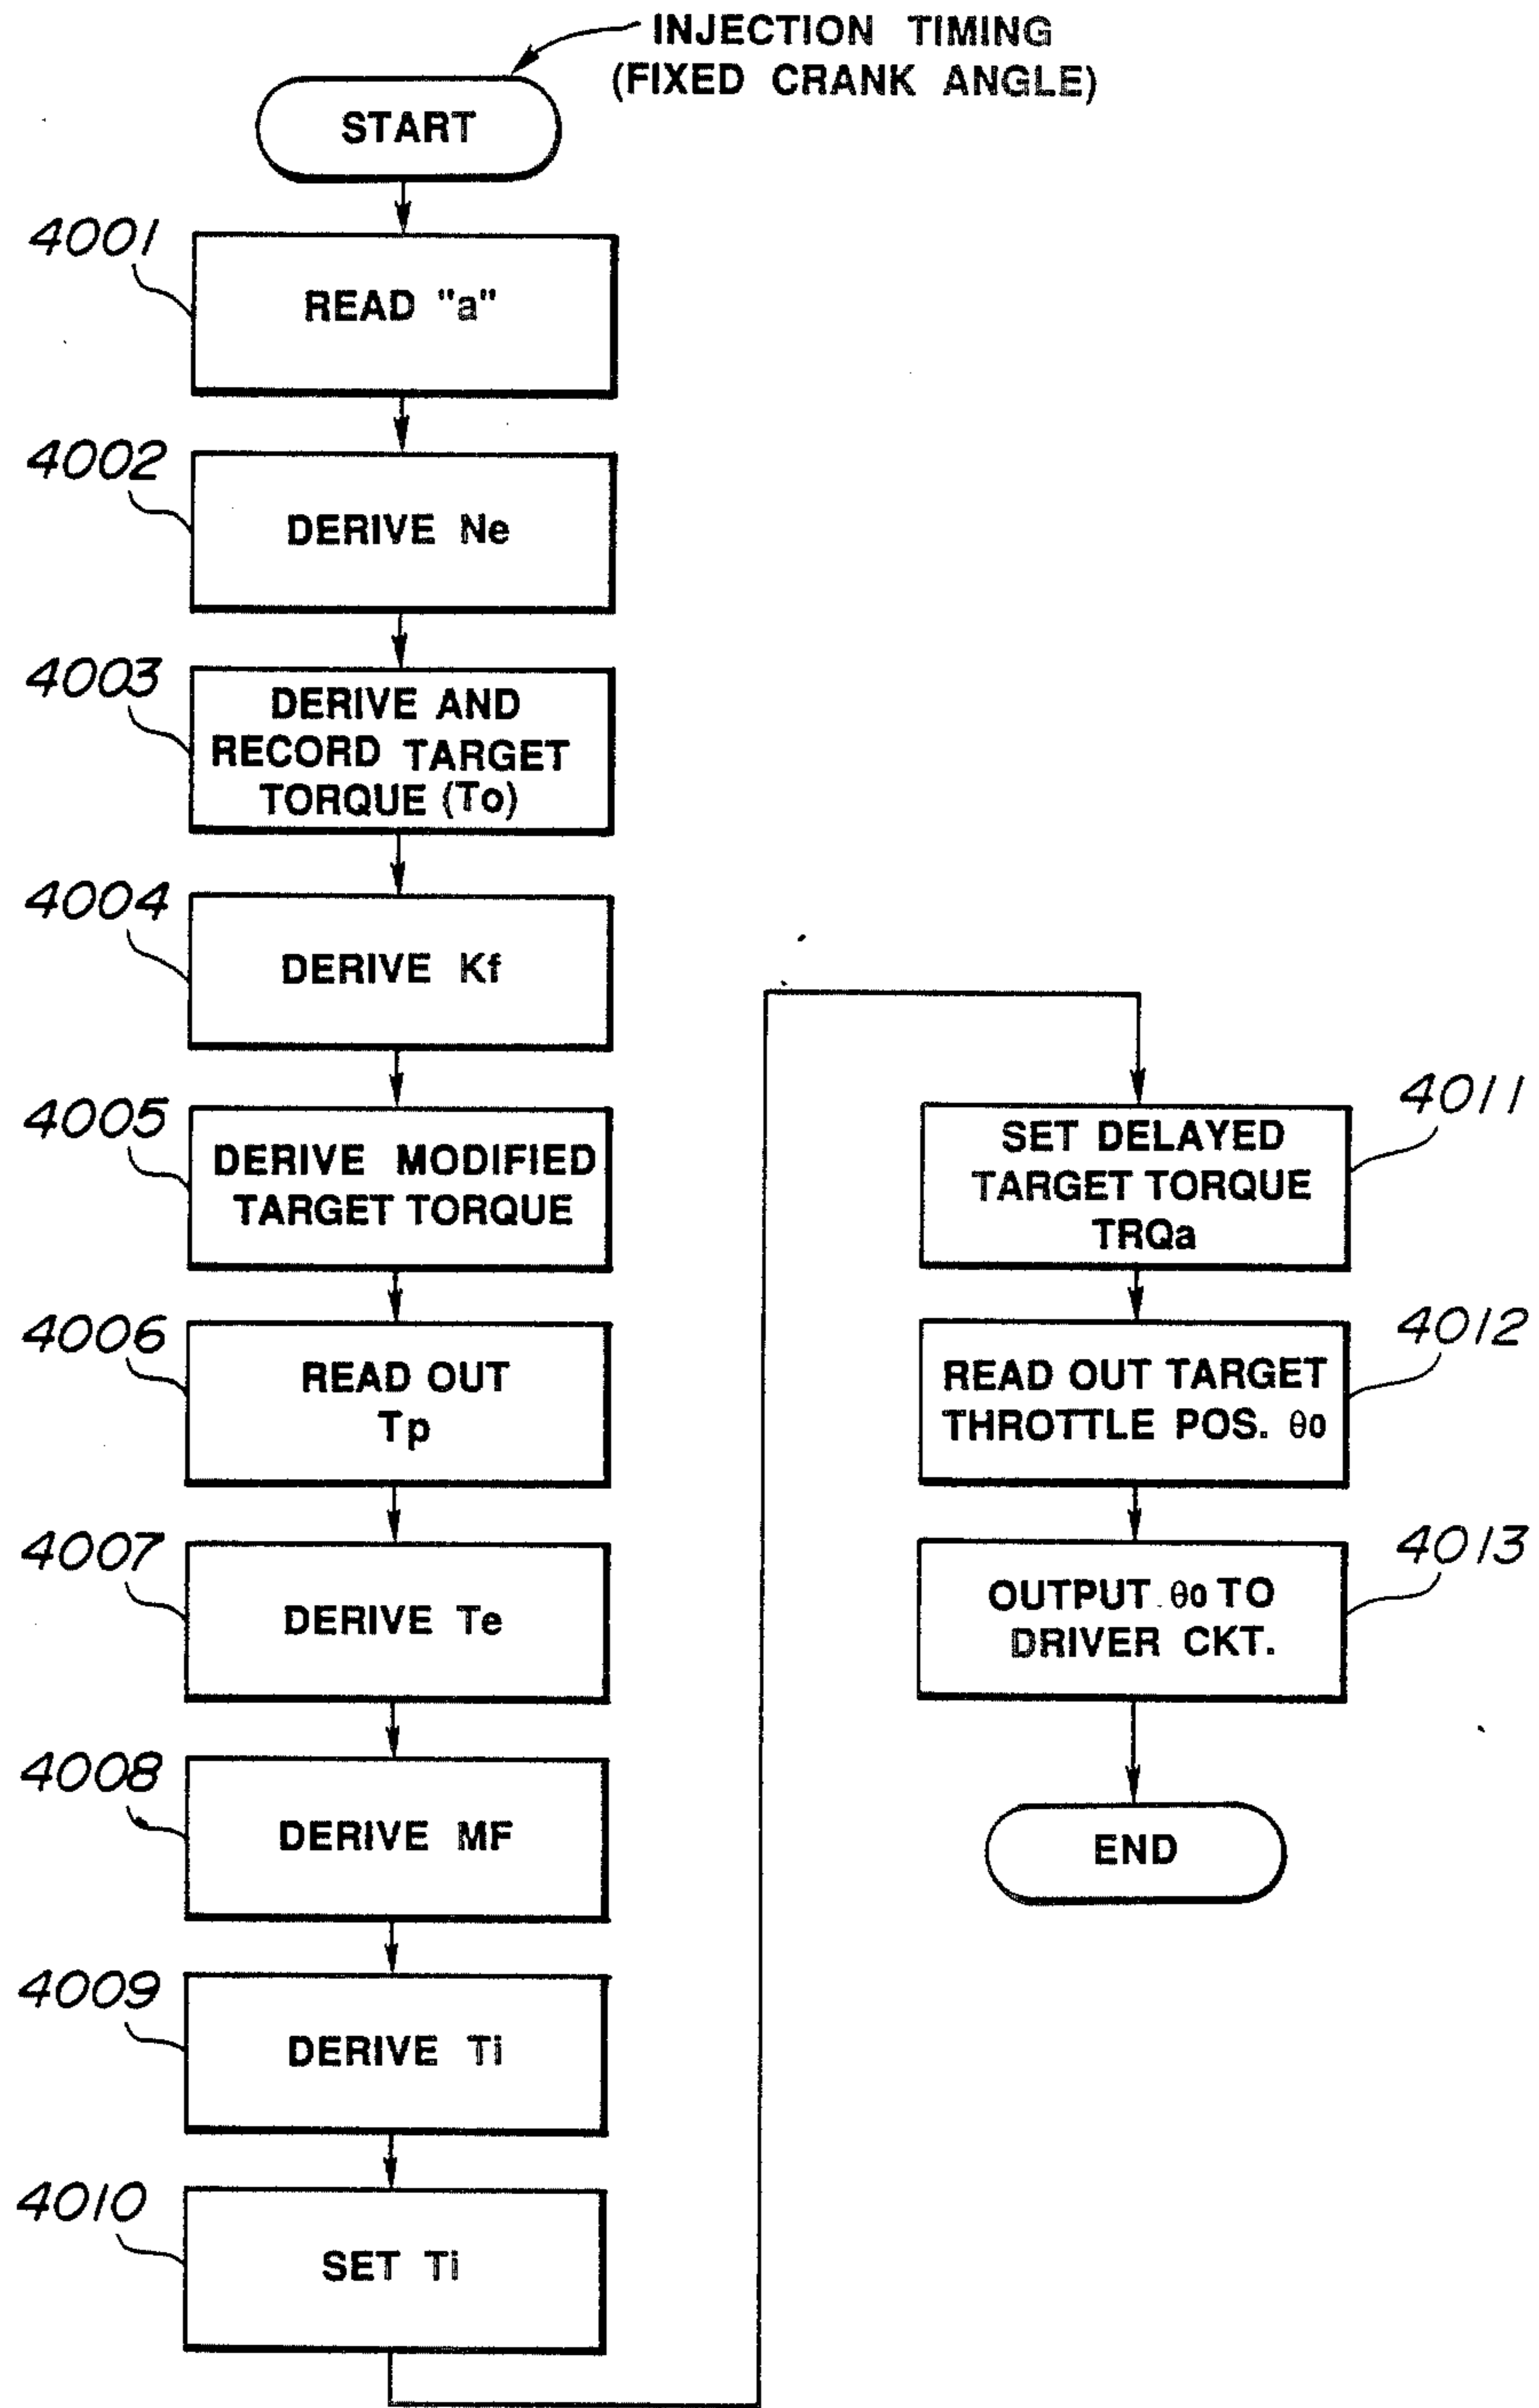 INJECTION TIMING
(FIXED CRANK ANGLE)
START
4001
READ "a"
4002
DERIVE Ne
4003
DERIVE AND
RECORD TARGET
TORQUE (To)
4004
DERIVE Kf
4005
DERIVE MODIFIED
TARGET TORQUE
4006
READ OUT
Tp
4007
DERIVE Te
4008
DERIVE MF
4009
DERIVE Ti
4010
SET Ti
4011
SET DELAYED
TARGET TORQUE
TRQa
4012
READ OUT TARGET
THROTTLE POS. θ0
4013
OUTPUT θ0 TO
DRIVER CKT.
END